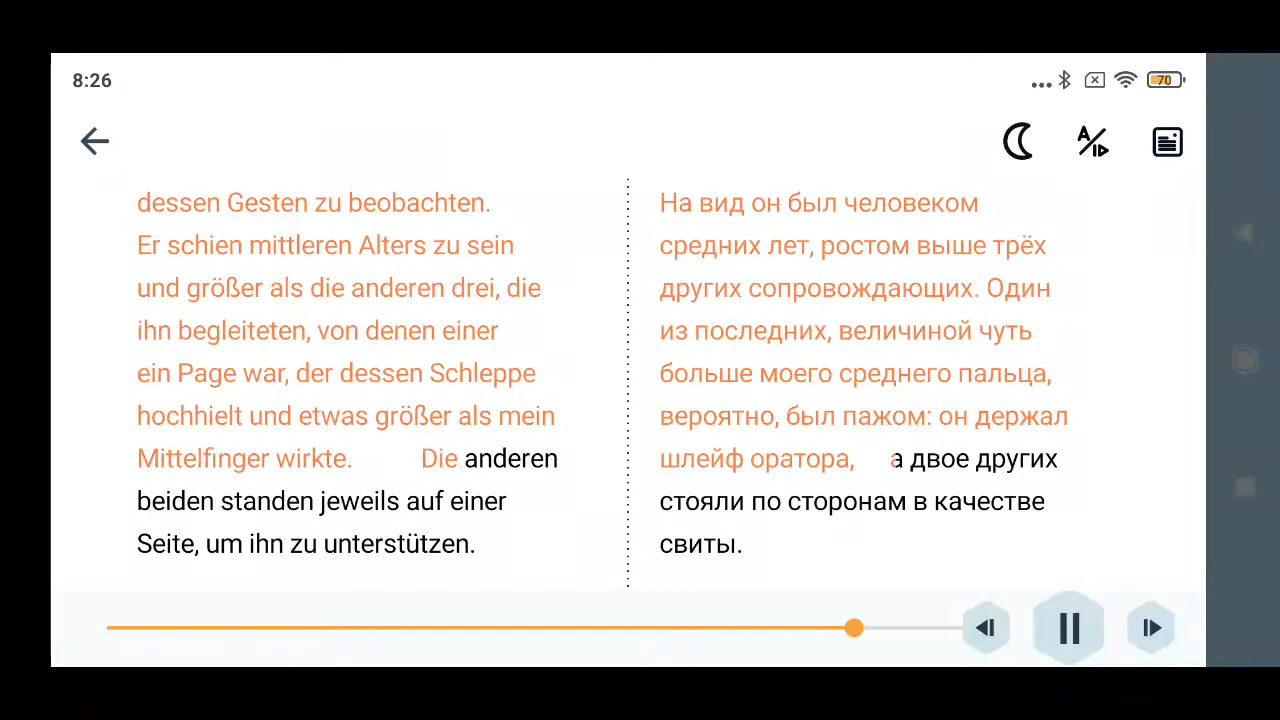 8:26
70
A
dessen Gesten zu beobachten.
Er schien mittleren Alters zu sein
und größer als die anderen drei, die
ihn begleiteten, von denen einer
ein Page war, der dessen Schleppe
hochhielt und etwas größer als mein
Mittelfinger wirkte. Die anderen
beiden standen jeweils auf einer
Seite, um ihn zu unterstützen.
На вид он был человеком
средних лет, ростом выше трёх
других сопровождающих. Один
из последних, величиной чуть
больше моего среднего пальца,
вероятно, был пажом: он держал
шлейф оратора, а двое других
стояли по сторонам в качестве
свиты.